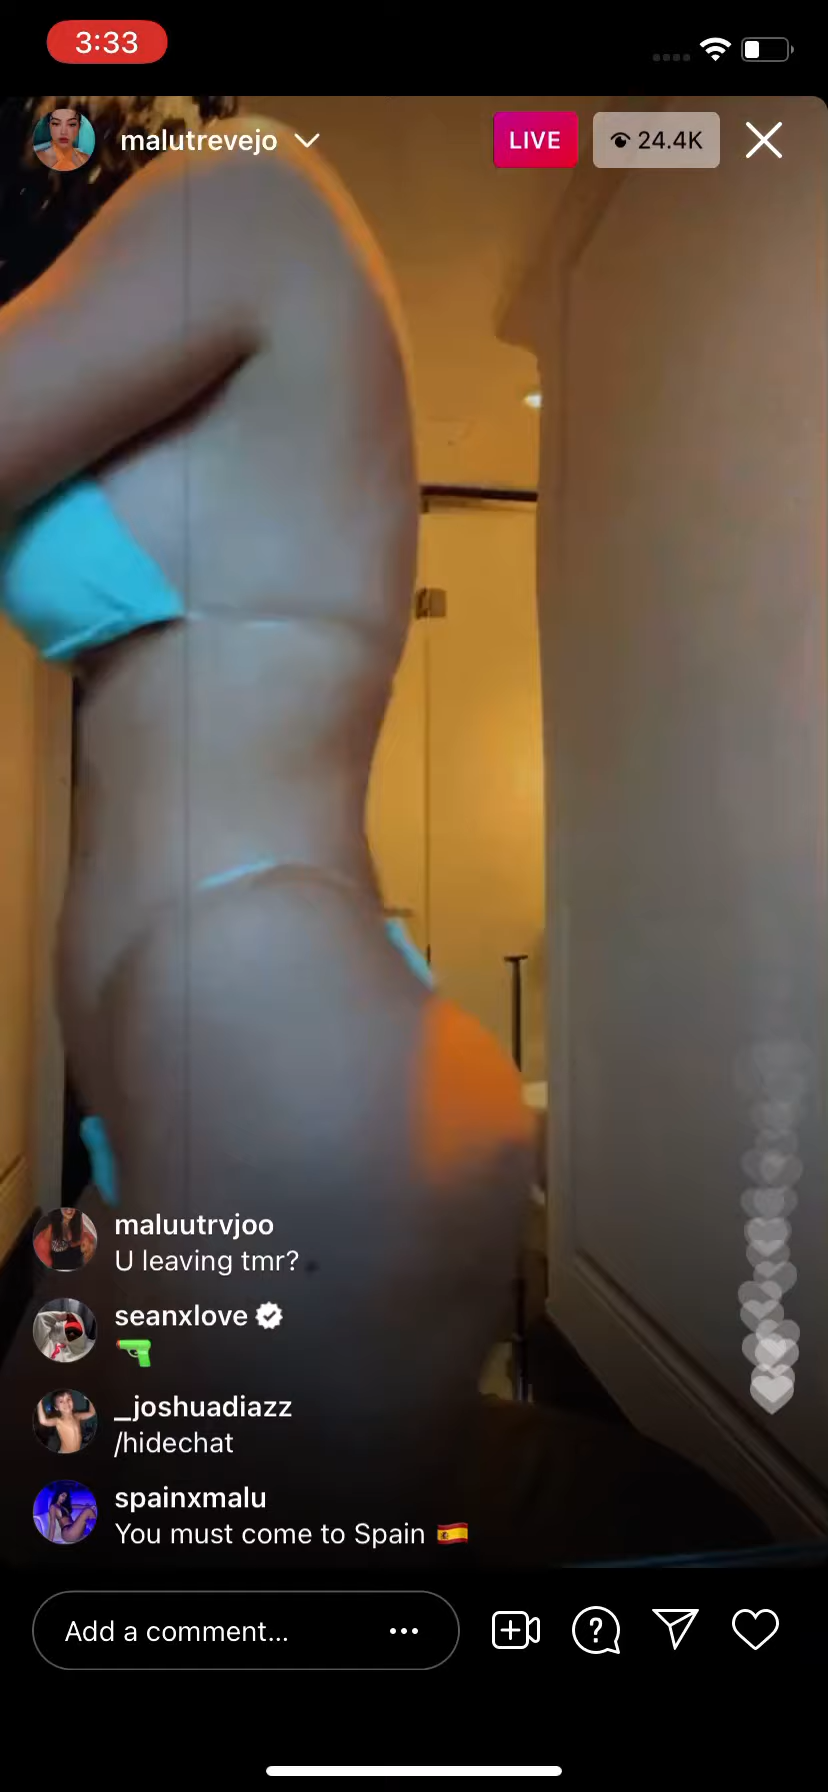 3:33
malutrevejo
LIVE
24.4K
maluutrvjoo
U leaving tmr?
seanxlove
_joshuadiazz
/hidechat
spainxmalu
You must come to Spain 🇪🇸
Add a comment...